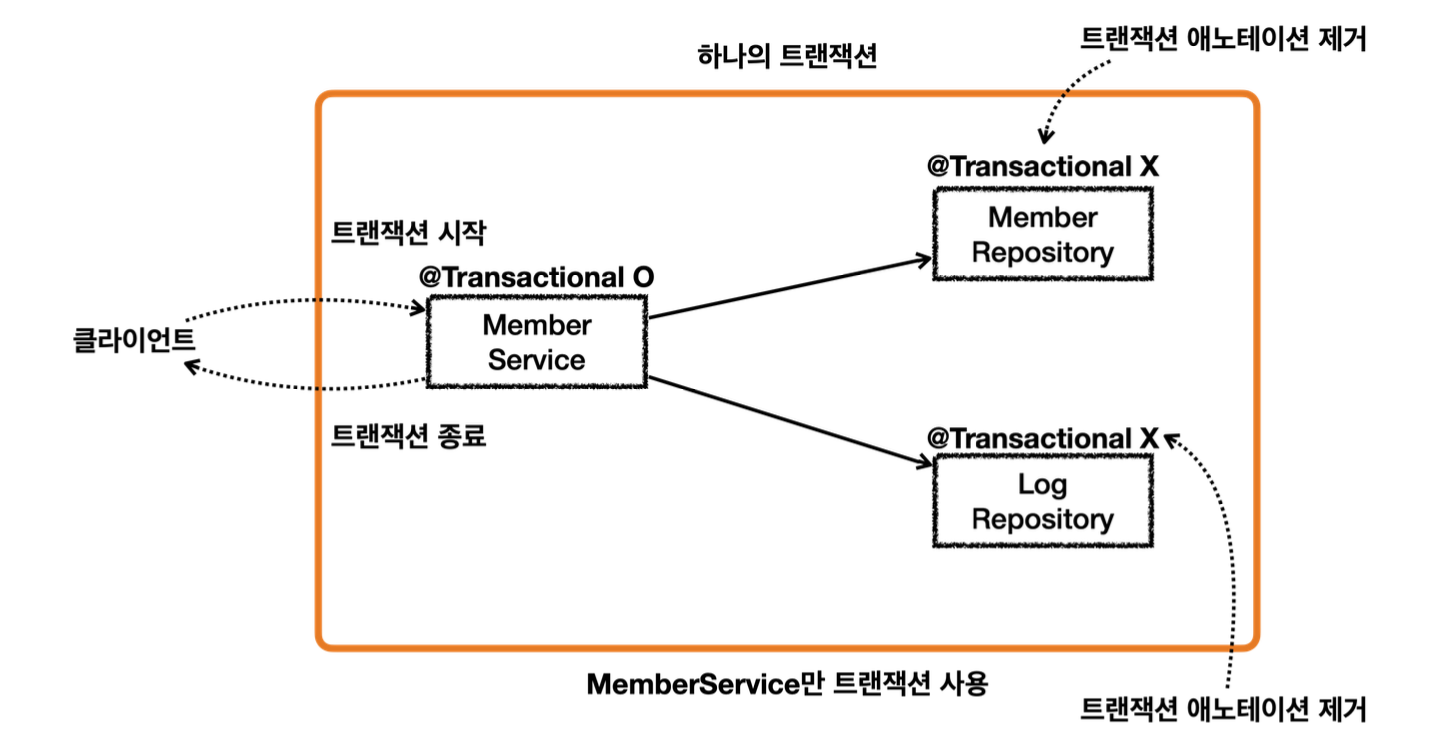 하나의 트랜잭션
트랜잭션 애노테이션 제거
@Transactional X
Member
Repository
트랜잭션 시작
@Transactional O
Member
Service
클라이언트
트랜잭션 종료
@Transactional X
Log
Repository
MemberService만 트랜잭션 사용
트랜잭션 애노테이션 제거